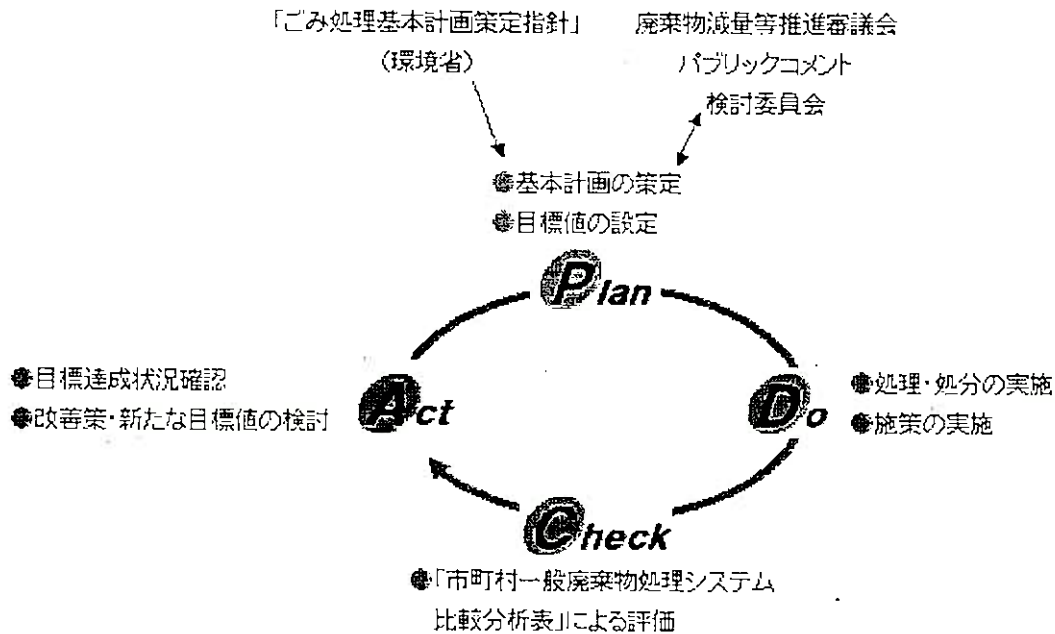 「ごみ処理基本計画策定指針」
(環境省)
廃棄物減量等推進審議会
パブリックコメント
検討委員会
●基本計画の策定
●目標値の設定
Plan
●目標達成状況確認
●改善策・新たな目標値の検討
Act
Do
●処理・処分の実施
●施策の実施
Check
●「市町村一般廃棄物処理システム
比較分析表」による評価